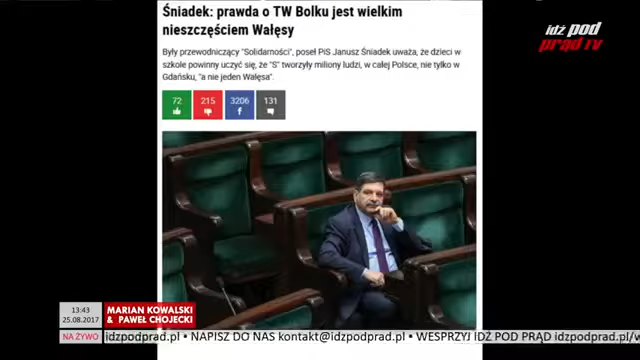 Śniadek: prawda o TW Bolku jest wielkim
nieszczęściem Wałęsy
idź pod
prąd TV
Były przewodniczący "Solidarności", poseł PiS Janusz Śniadek uważa, że dzieci w
szkole powinny uczyć się, że "S" tworzyły miliony ludzi, w całej Polsce, nie tylko w
Gdańsku, "a nie jeden Wałęsa".
72 215 3206 131
f
13:43
25.08.2017
MARIAN KOWALSKI
& PAWEŁ CHOJECKI
NA ŻYWO
idzpodprad.pl • NAPISZ DO NAS kontakt@idzpodprad.pl • WESPRZYJ IDŹ POD PRĄD idzpodprad.pl/w